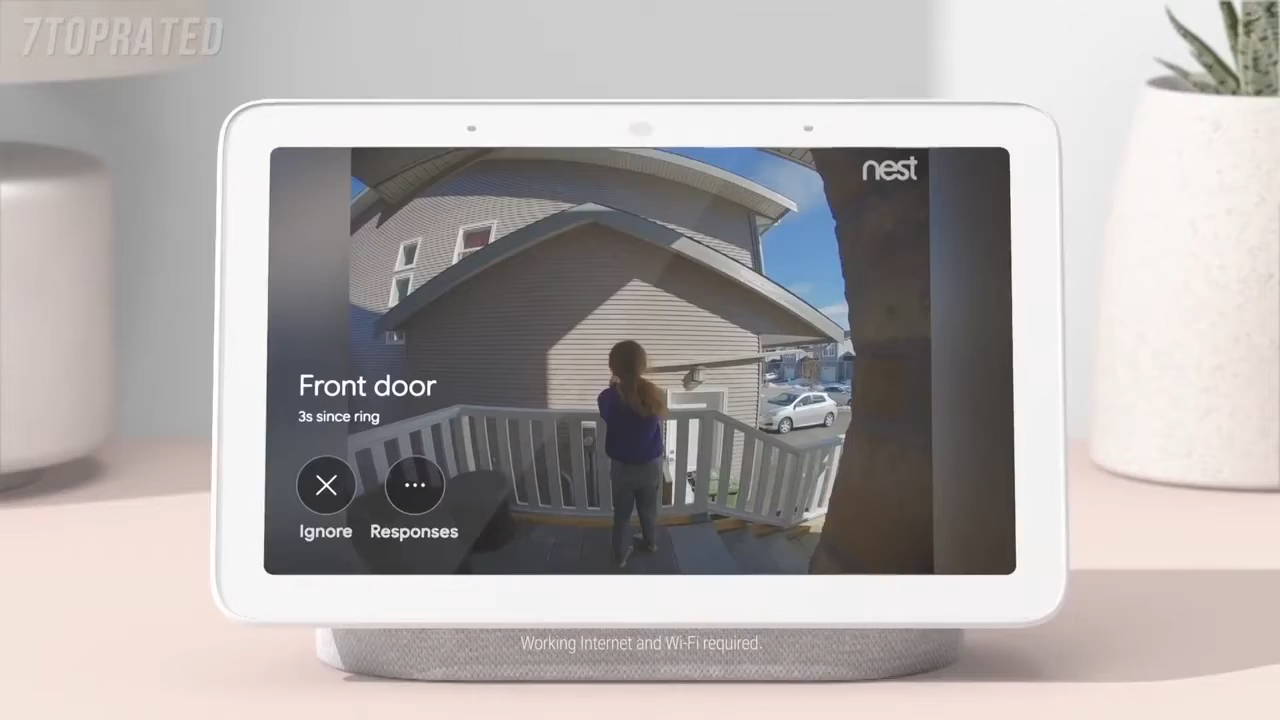 7TOPRATED
nest
Front door
3s since ring
Ignore
Responses
Working Internet and Wi-Fi required.